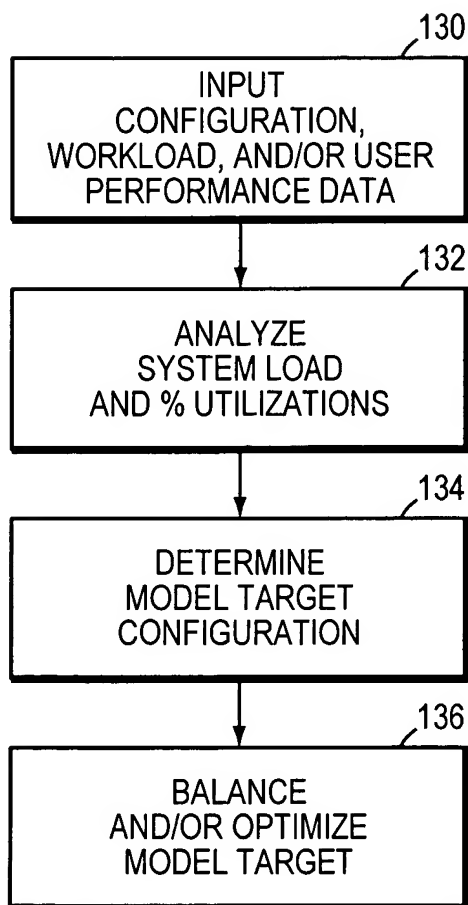 130
INPUT
CONFIGURATION,
WORKLOAD, AND/OR USER
PERFORMANCE DATA
132
ANALYZE
SYSTEM LOAD
AND % UTILIZATIONS
134
DETERMINE
MODEL TARGET
CONFIGURATION
136
BALANCE
AND/OR OPTIMIZE
MODEL TARGET